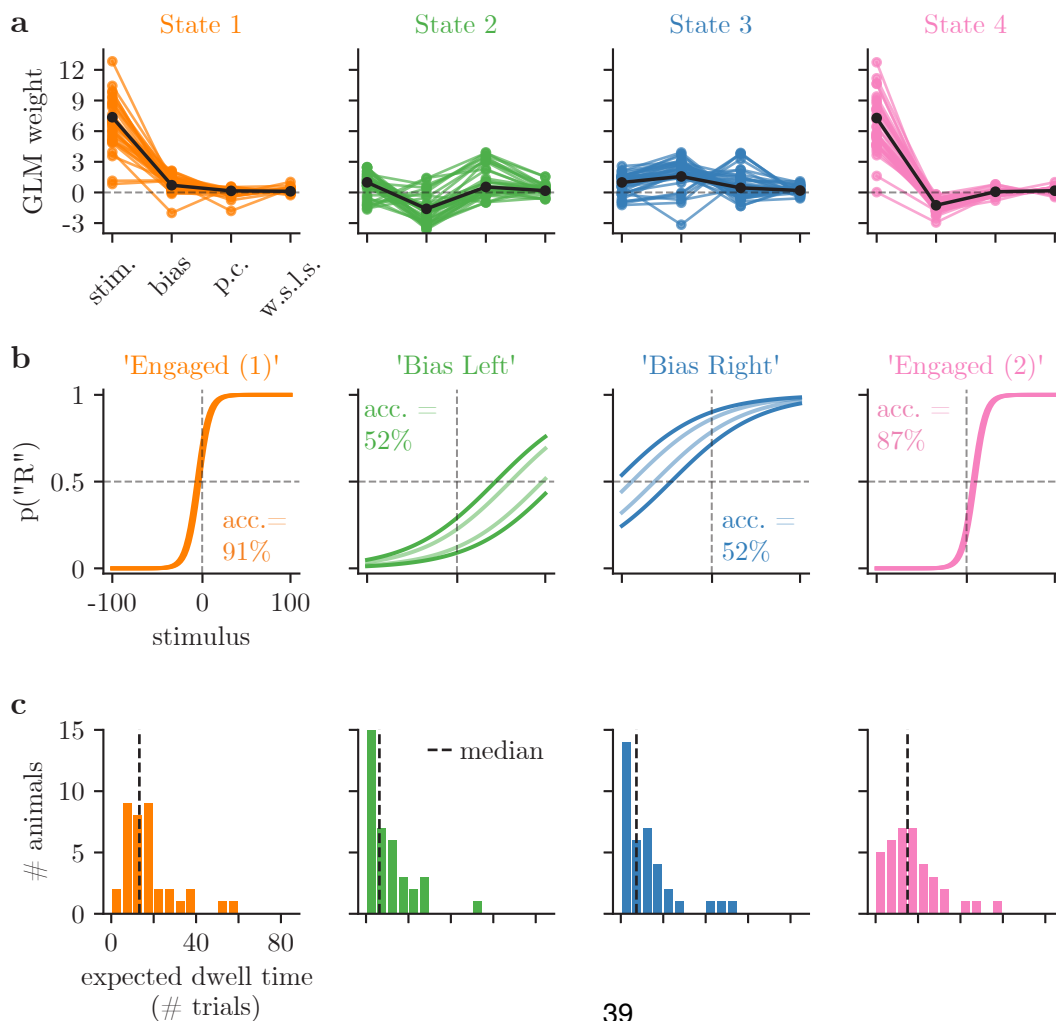 a
State 1
State 2
State 3
State 4
GLM weight
12
9
6
3
0
-3
stim.
bias
p.c.
w.s.l.s.
b
'Engaged (1)'
'Bias Left'
'Bias Right'
'Engaged (2)'
p("R")
1
0.5
0
acc.=
91%
acc. =
52%
acc. =
52%
acc. =
87%
-100
0
100
stimulus
c
# animals
15
10
5
0
median
0
40
80
expected dwell time
(# trials)
39